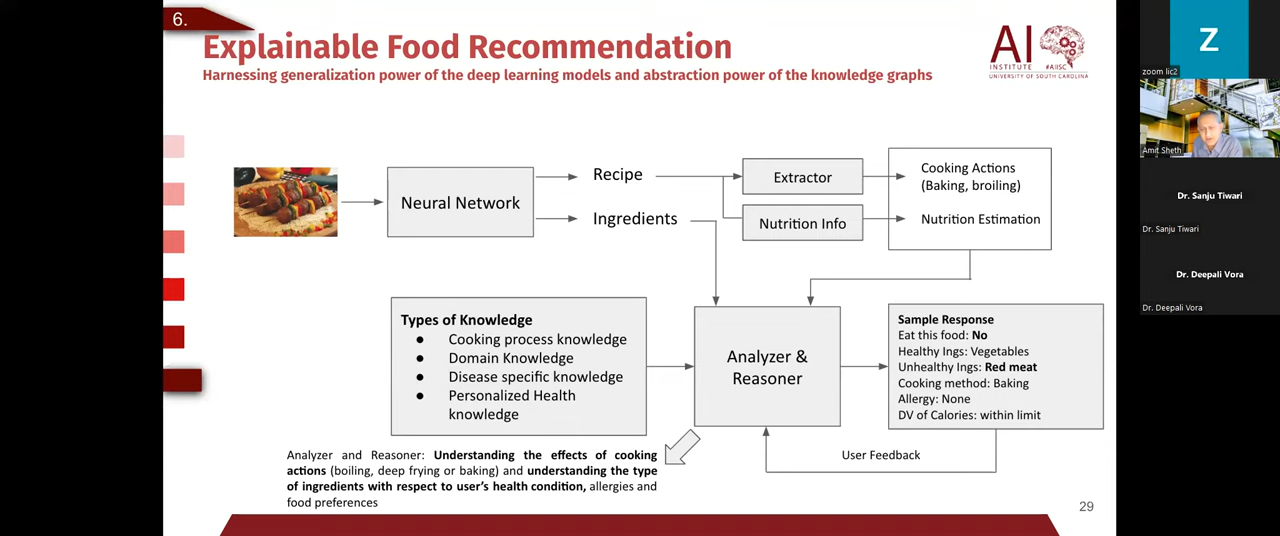 6.
Explainable Food Recommendation
Harnessing generalization power of the deep learning models and abstraction power of the knowledge graphs
AI
INSTITUTE #AIISC
UNIVERSITY OF SOUTH CAROLINA
Neural Network
Recipe
Ingredients
Extractor
Nutrition Info
Cooking Actions
(Baking, broiling)
Nutrition Estimation
Types of Knowledge
● Cooking process knowledge
● Domain Knowledge
● Disease specific knowledge
● Personalized Health
knowledge
Analyzer &
Reasoner
Sample Response
Eat this food: No
Healthy Ings: Vegetables
Unhealthy Ings: Red meat
Cooking method: Baking
Allergy: None
DV of Calories: within limit
User Feedback
Analyzer and Reasoner: Understanding the effects of cooking
actions (boiling, deep frying or baking) and understanding the type
of ingredients with respect to user's health condition, allergies and
food preferences
29
Z
zoom lic2
Amit Sheth
Dr. Sanju Tiwari
Dr. Sanju Tiwari
Dr. Deepali Vora
Dr. Deepali Vora